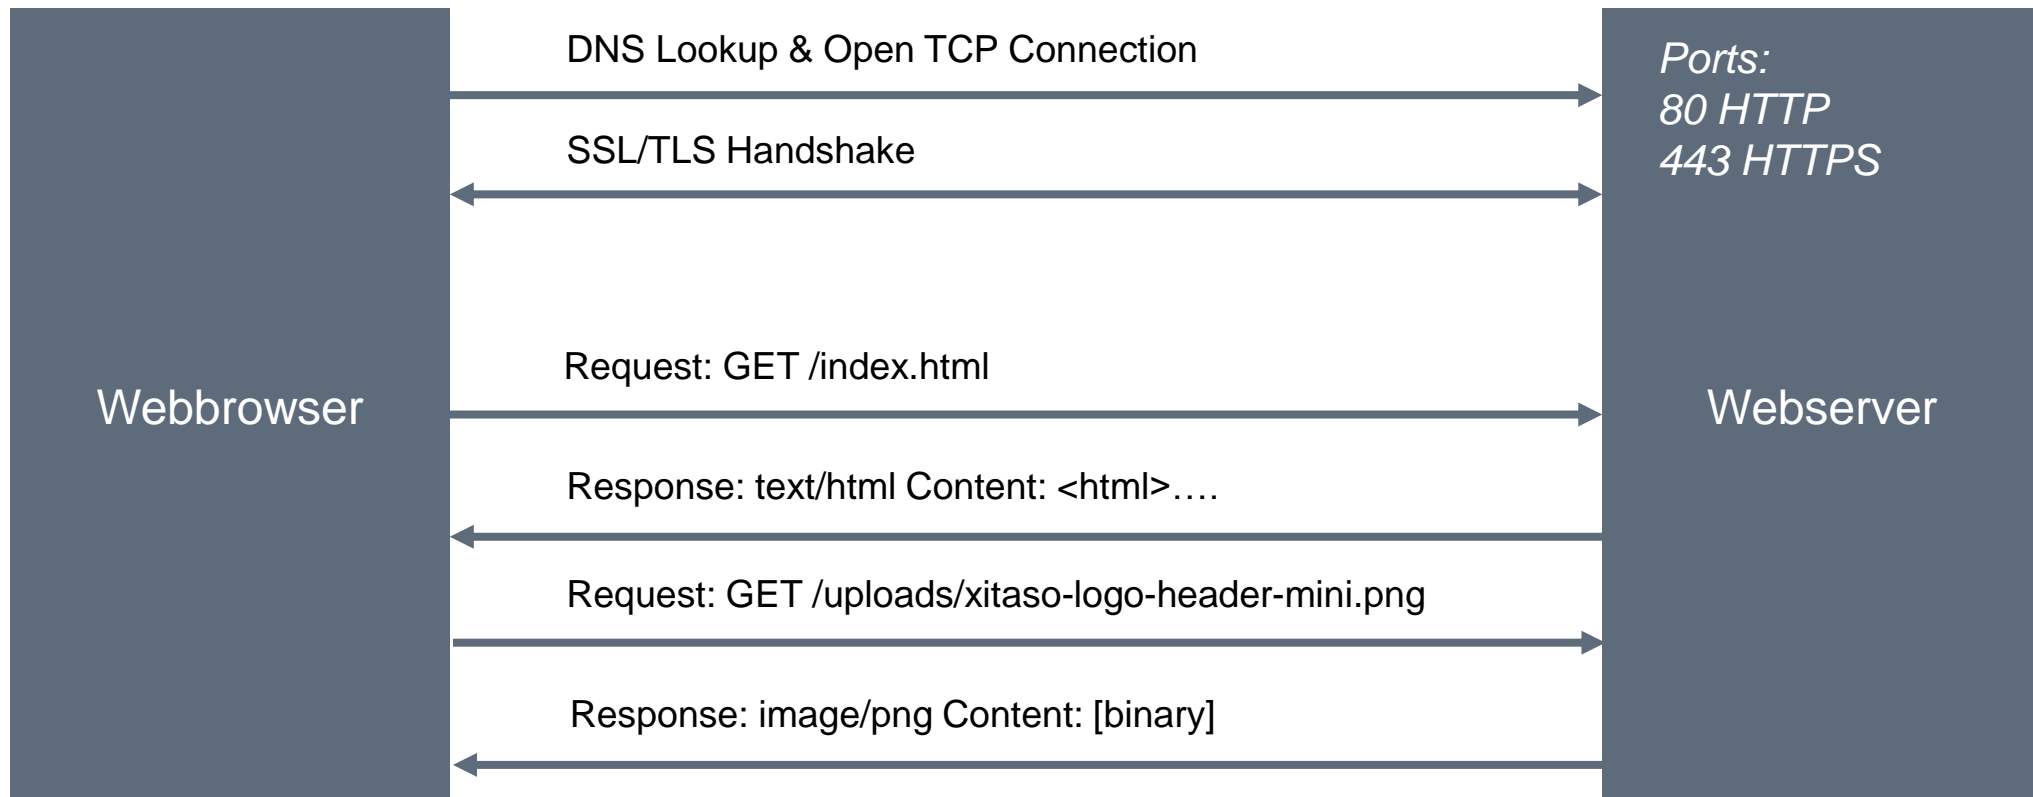 DNS Lookup & Open TCP Connection
Ports:
80 HTTP
443 HTTPS
SSL/TLS Handshake
Request: GET /index.html
Webbrowser
Webserver
Response: text/html Content: <html>….
Request: GET /uploads/xitaso-logo-header-mini.png
Response: image/png Content: [binary]